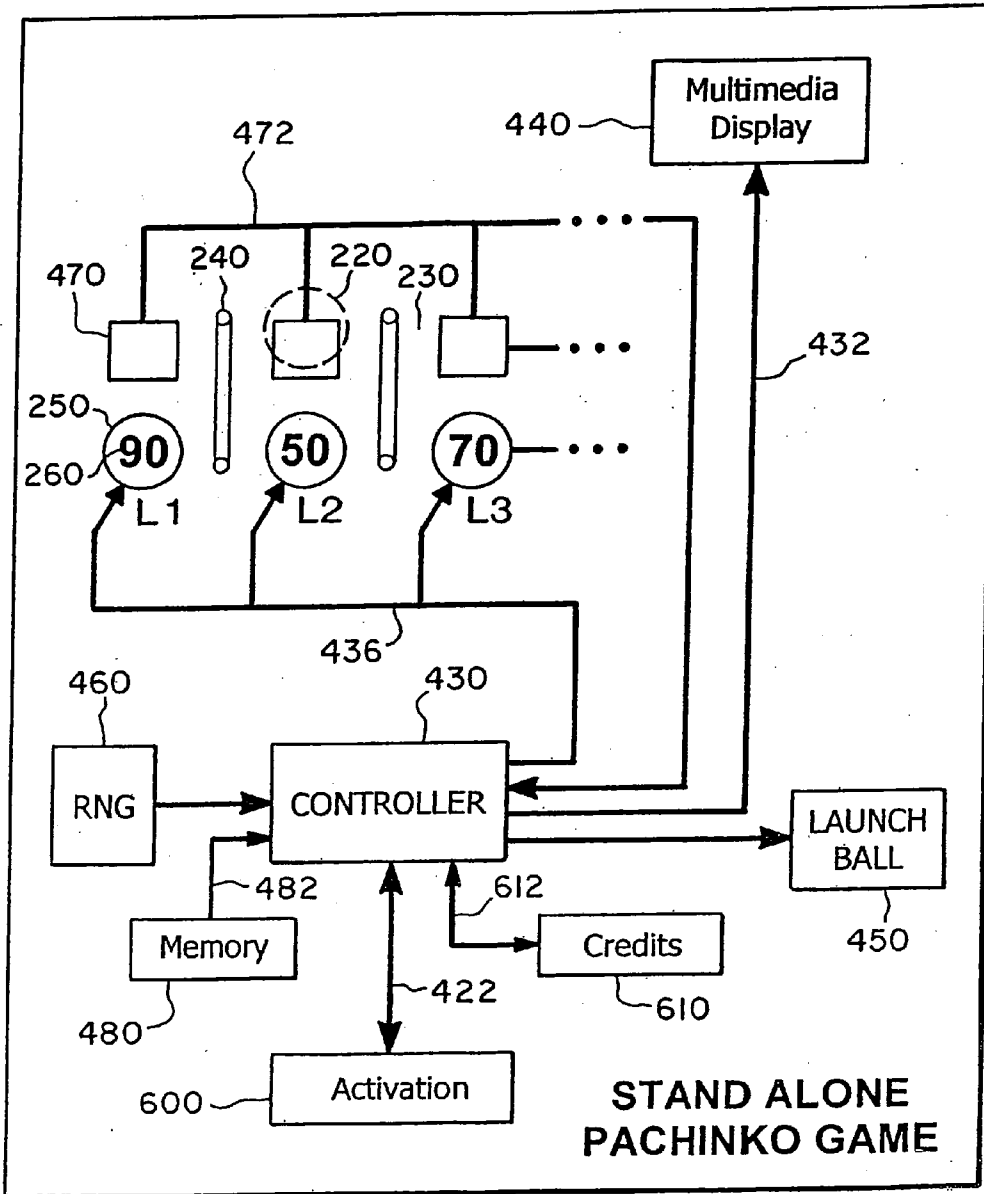 Multimedia
Display
440
472
240
220
230
470
432
250
260
90
50
70
L1
L2
L3
436
460
430
RNG
CONTROLLER
LAUNCH
BALL
482
612
Memory
Credits
450
422
480
610
Activation
600
STAND ALONE
PACHINKO GAME